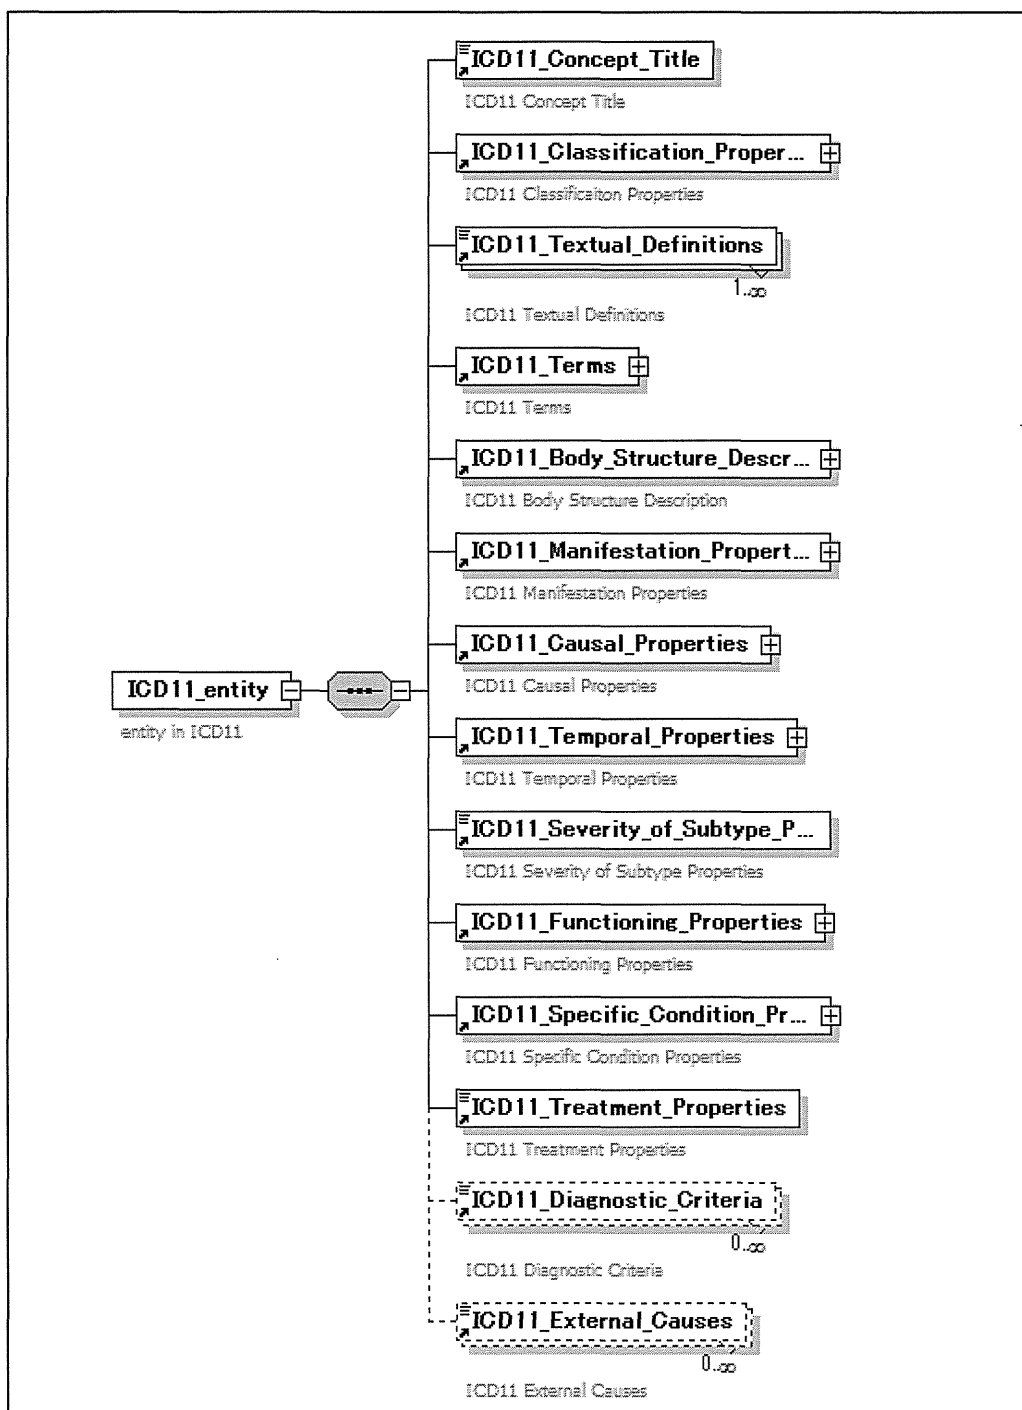 ICD11_Concept_Title
ICD11 Concept Title
ICD11_Classification_Proper...
ICD11 Classificaiton Properties
ICD11_Textual_Definitions
1..∞
ICD11 Textual Definitions
ICD11_Terms
ICD11 Terms
ICD11_Body_Structure_Descr...
ICD11 Body Structure Description
ICD11_Manifestation_Propert...
ICD11 Manifestation Properties
ICD11_Causal_Properties
ICD11 Causal Properties
ICD11_entity
entity in ICD11
ICD11_Temporal_Properties
ICD11 Temporal Properties
ICD11_Severity_of_Subtype_P...
ICD11 Severity of Subtype Properties
ICD11_Functioning_Properties
ICD11 Functioning Properties
ICD11_Specific_Condition_Pr...
ICD11 Specific Condition Properties
ICD11_Treatment_Properties
ICD11 Treatment Properties
ICD11_Diagnostic_Criteria
0..∞
ICD11 Diagnostic Criteria
ICD11_External_Causes
0..∞
ICD11 External Causes